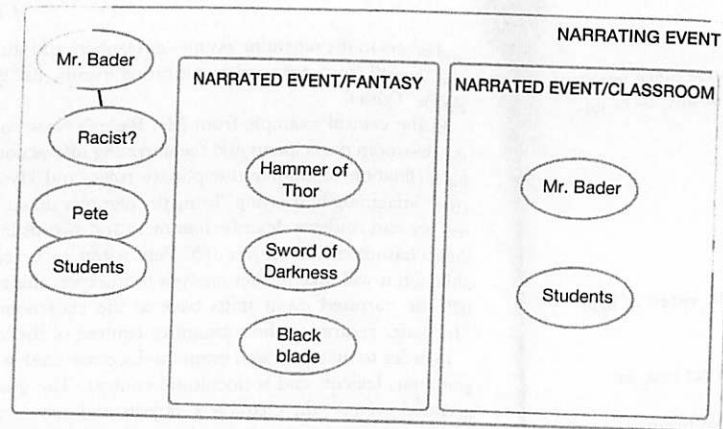 NARRATING EVENT
Mr. Bader
Racist?
Pete
Students
NARRATED EVENT/FANTASY
Hammer of
Thor
Sword of
Darkness
Black
blade
NARRATED EVENT/CLASSROOM
Mr. Bader
Students